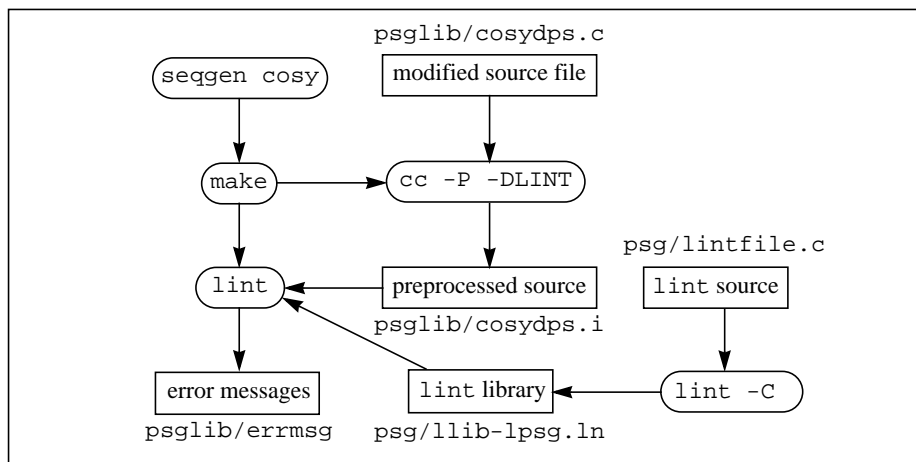 psglib/cosydps.c
seqgen cosy
modified source file
make
cc -P -DLINT
psg/lintfile.c
lint
preprocessed source
lint source
psglib/cosydps.i
error messages
lint library
lint -C
psglib/errmsg
psg/llib-lpsg.ln